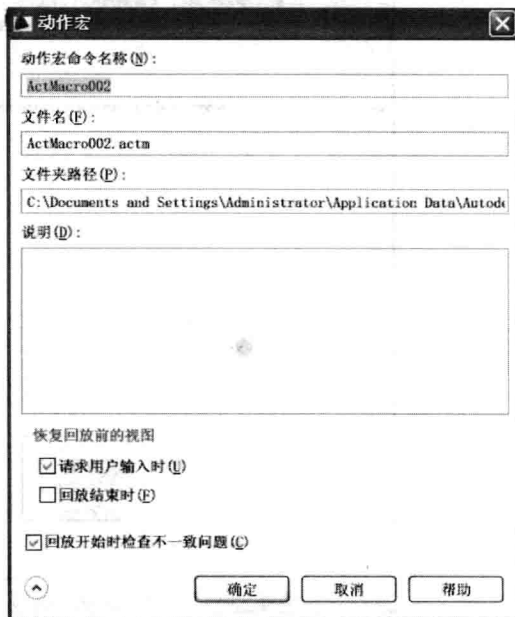 动作宏
动作宏命令名称(N):
ActMacro002
文件名(F):
ActMacro002.actm
文件夹路径(P):
C:\Documents and Settings\Administrator\Application Data\Autode
说明(D):
恢复回放前的视图
请求用户输入时(U)
回放结束时(F)
回放开始时检查不一致问题(C)
确定 取消 帮助